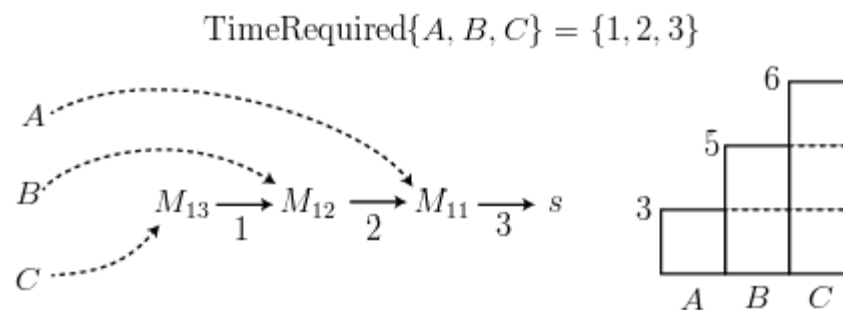 TimeRequired{A, B, C} = {1, 2, 3}
A
B
C
M₁₃ M₁₂ M₁₁ s
1 2 3
6
5
3
A B C